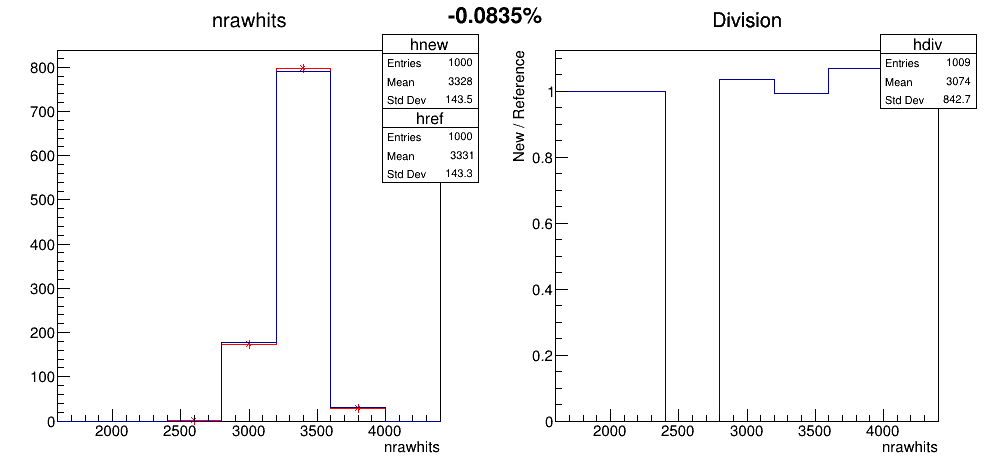 -0.0835%
nrawhits
hnew
Entries 1000
Mean 3328
Std Dev 143.5
href
Entries 1000
Mean 3331
Std Dev 143.3
800
700
600
500
400
300
200
100
0
2000 2500 3000 3500 4000
nrawhits
Division
hdiv
Entries 1009
Mean 3074
Std Dev 842.7
New / Reference
1
0.8
0.6
0.4
0.2
0
2000 2500 3000 3500 4000
nrawhits